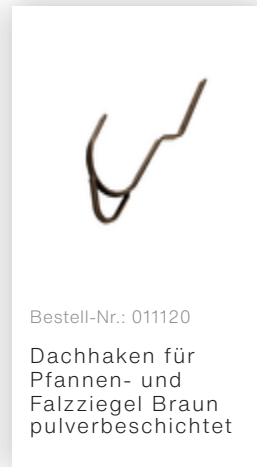 Bestell-Nr.: 011120
Dachhaken für
Pfannen- und
Falzziegel Braun
pulverbeschichtet